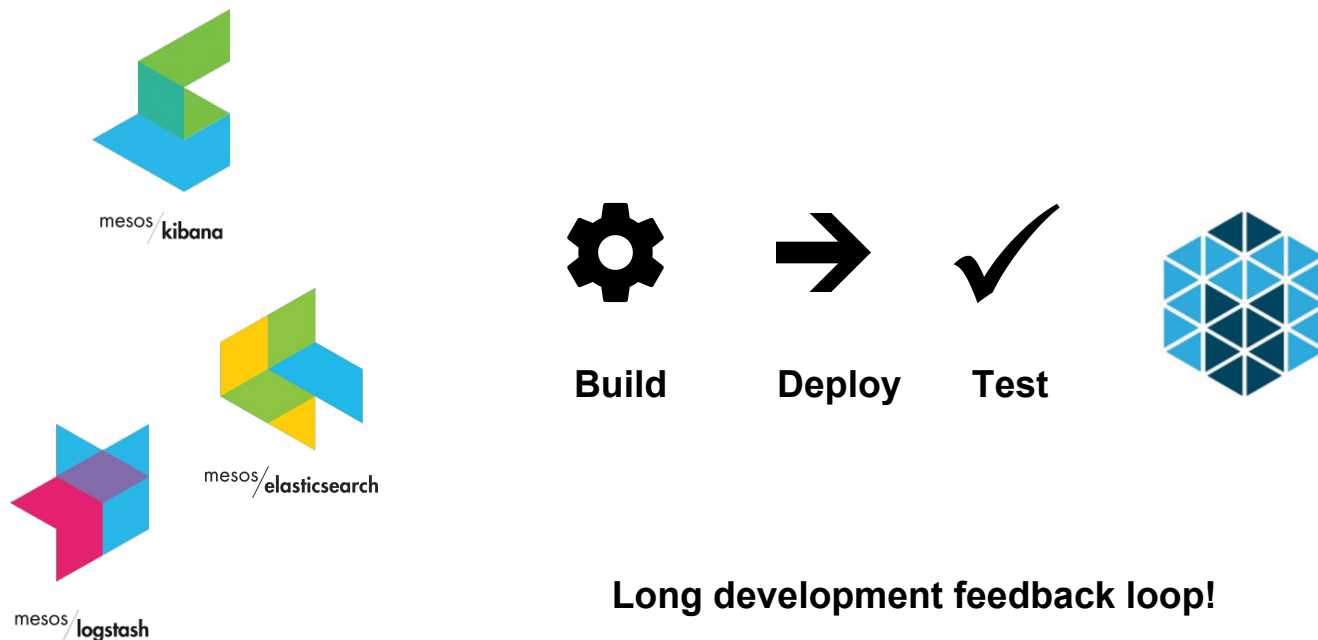 mesos/kibana
mesos/elasticsearch
mesos/logstash
Build
Deploy
Test
Long development feedback loop!